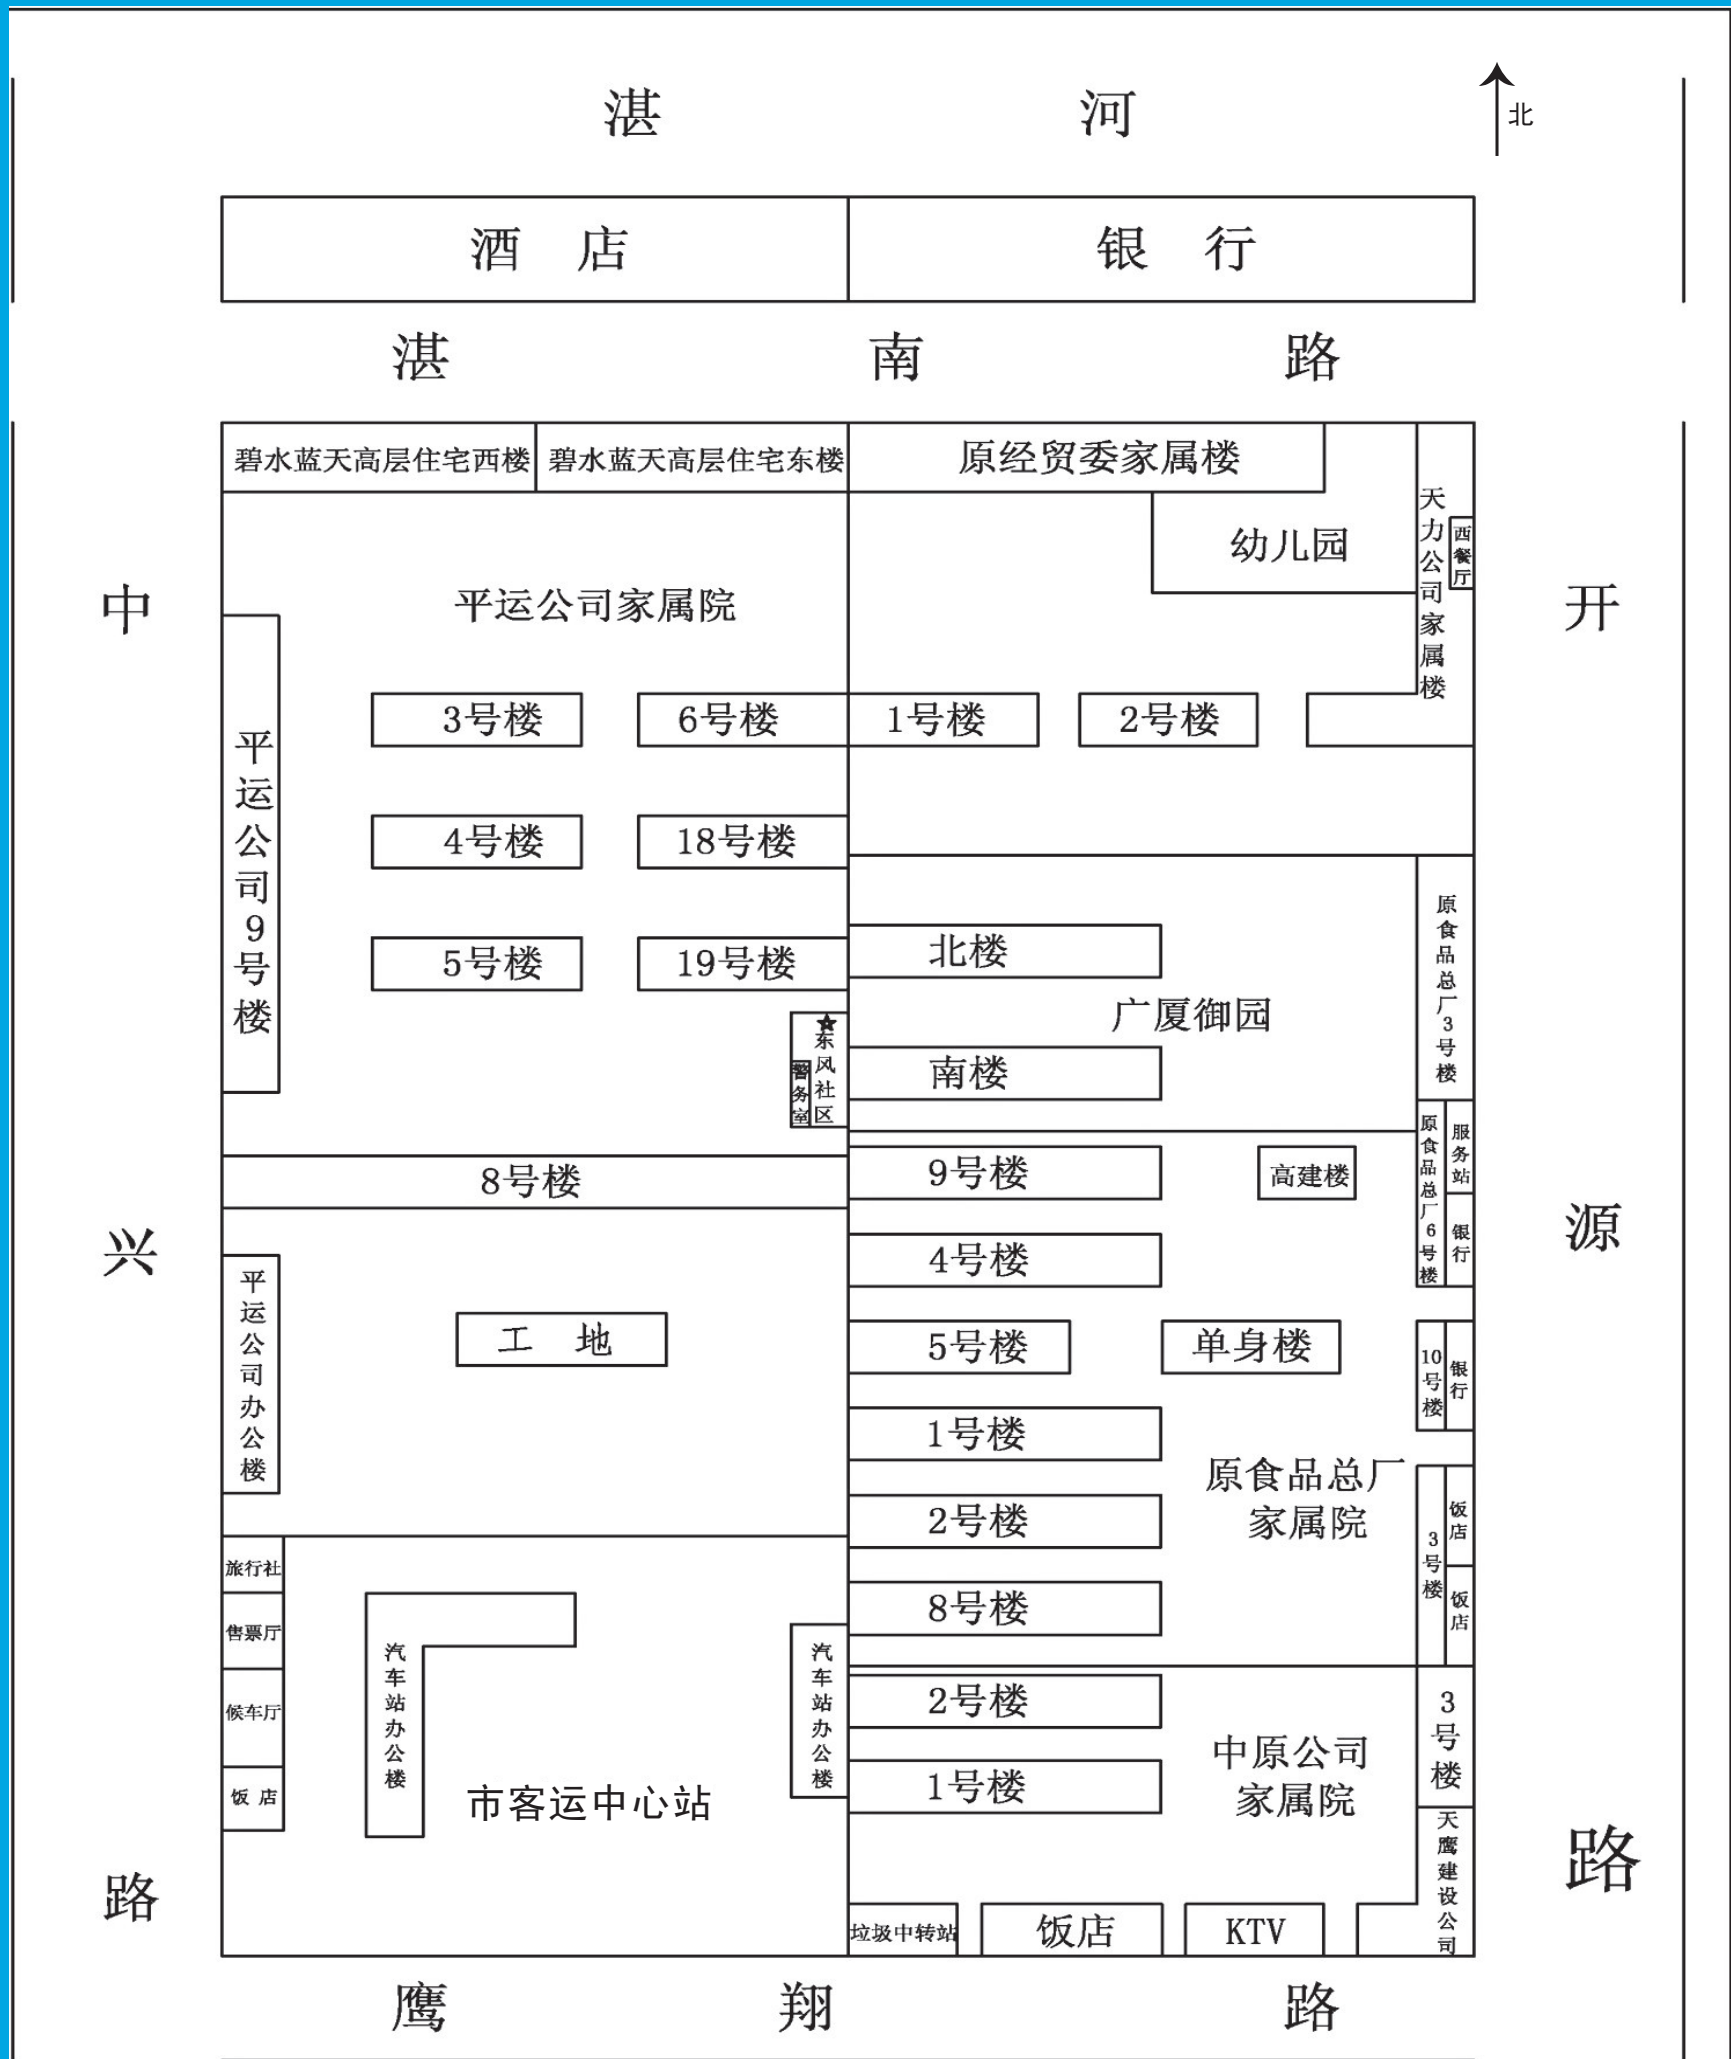 湛 河
北
酒 店
银 行
湛 南 路
碧水蓝天高层住宅西楼
碧水蓝天高层住宅东楼
原经贸委家属楼
天力公司家属楼
西餐厅
幼儿园
平运公司家属院
中兴路
开源路
平运公司9号楼
3号楼
6号楼
1号楼
2号楼
4号楼
18号楼
5号楼
19号楼
北楼
广厦御园
南楼
原食品总厂3号楼
东风社区
警务室
8号楼
9号楼
高建楼
原食品总厂6号楼
服务站
银行
4号楼
平运公司办公楼
工 地
5号楼
单身楼
10号楼
银行
1号楼
原食品总厂
家属院
2号楼
3号楼
饭店
饭店
8号楼
旅行社
售票厅
候车厅
饭 店
汽车站办公楼
市客运中心站
汽车站办公楼
2号楼
1号楼
中原公司
家属院
3号楼
天鹰建设公司
垃圾中转站
饭店
KTV
鹰 翔 路